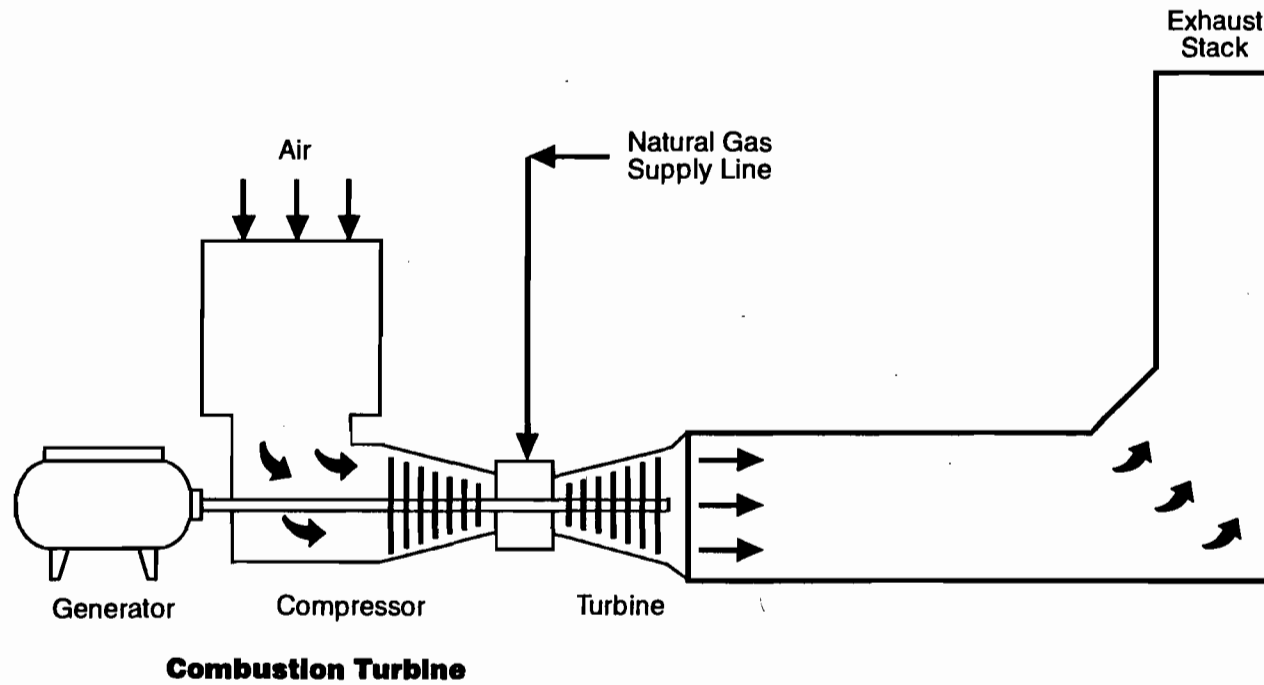 Exhaust
Stack
Air
Natural Gas
Supply Line
Generator
Compressor
Turbine
Combustion Turbine